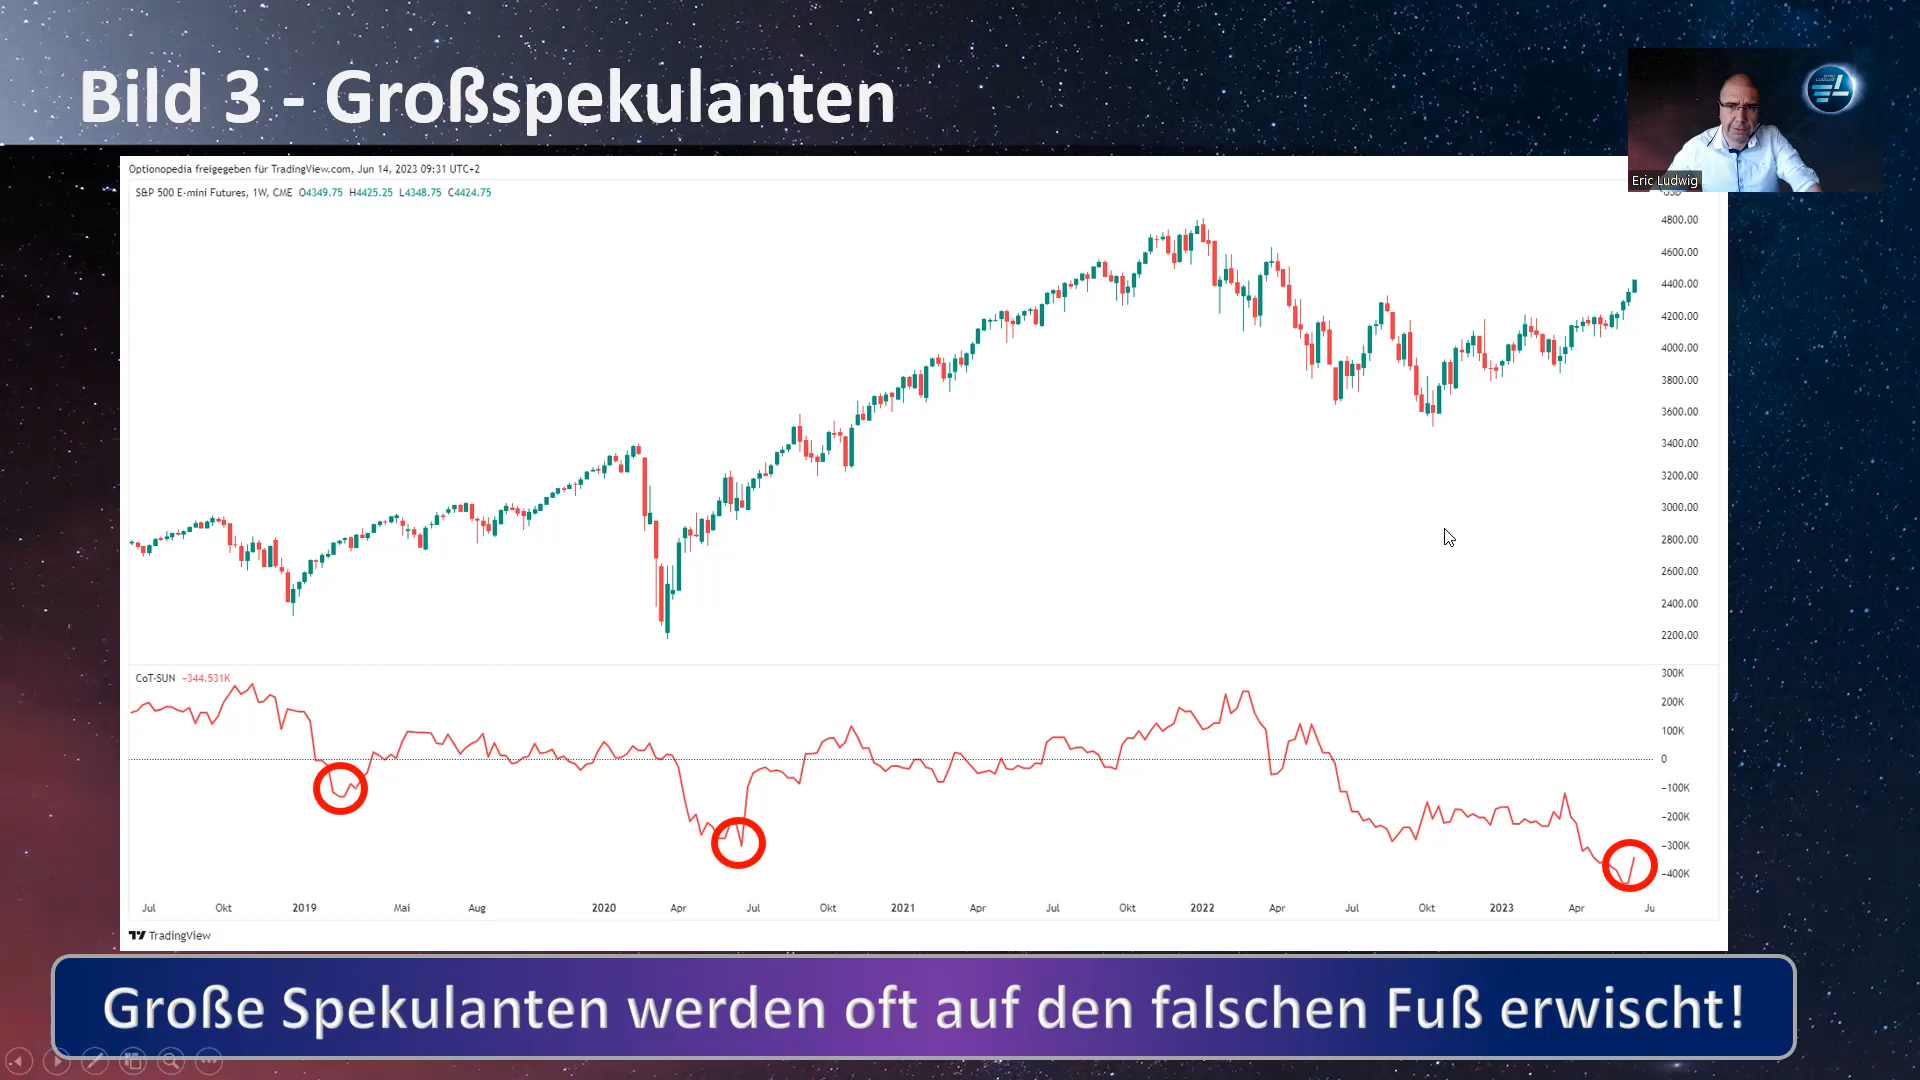 Bild 3 - Großspekulanten
Eric Ludwig
Optionopedia freigegeben für TradingView.com, Jun 14, 2023 09:31 UTC+2
S&P 500 E-mini Futures, 1W, CME O4349.75 H4425.25 L4348.75 C4424.75
4800.00
4600.00
4400.00
4200.00
4000.00
3800.00
3600.00
3400.00
3200.00
3000.00
2800.00
2600.00
2400.00
2200.00
CoT-SUN −344.531K
300K
200K
100K
0
−100K
−200K
−300K
−400K
Jul Okt 2019 Mai Aug 2020 Apr Jul Okt 2021 Apr Jul Okt 2022 Apr Jul Okt 2023 Apr Ju
TradingView
Große Spekulanten werden oft auf den falschen Fuß erwischt!